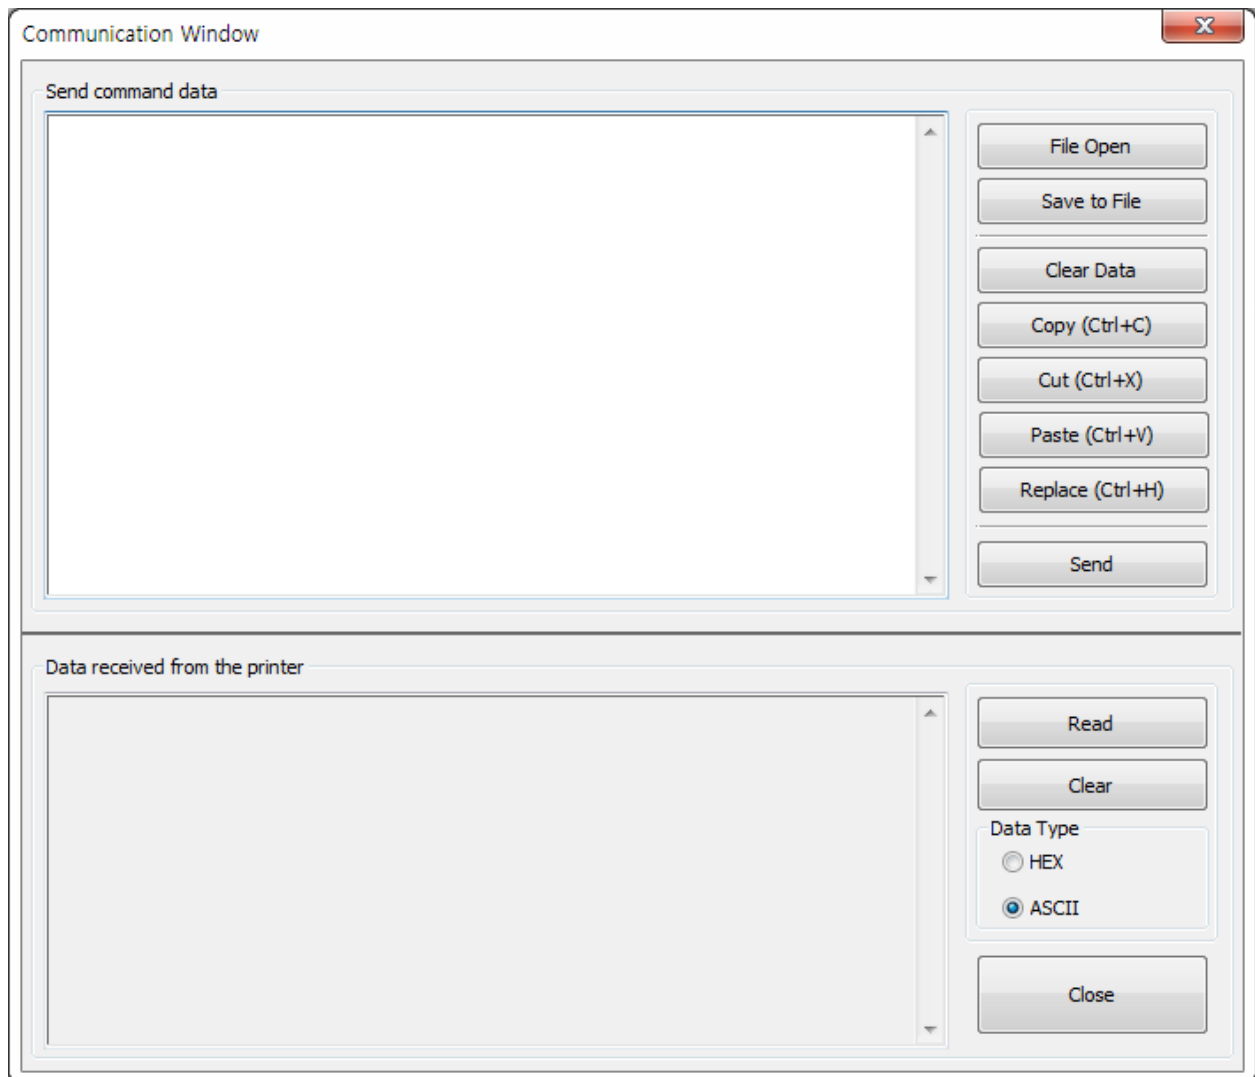 Communication Window
Send command data
File Open
Save to File
Clear Data
Copy (Ctrl+C)
Cut (Ctrl+X)
Paste (Ctrl+V)
Replace (Ctrl+H)
Send
Data received from the printer
Read
Clear
Data Type
HEX
ASCII
Close